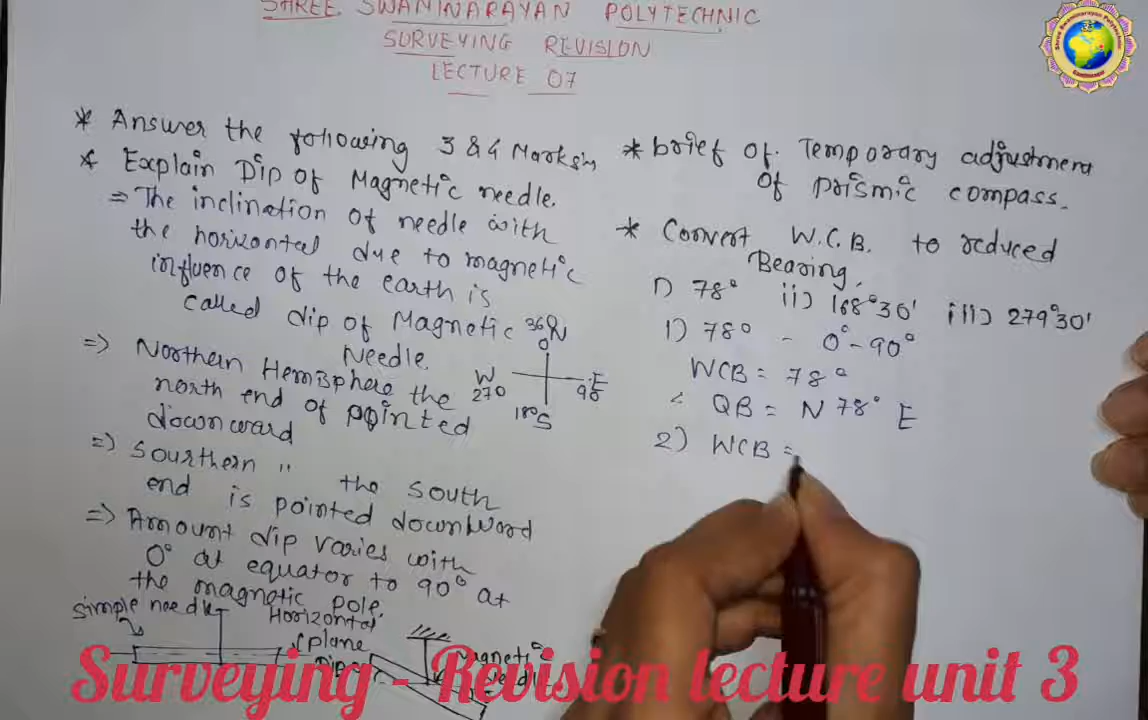 SHREE SWAMINARAYAN POLYTECHNIC
SURVEYING REVISION
LECTURE 07
* Answer the following 3 & 4 Marks
* Explain Dip of Magnetic needle.
⇒ The inclination of needle with
the horizontal due to magnetic
influence of the earth is
called dip of Magnetic
Needle.
⇒ Northern Hemisphere the
north end of pointed
downward
⇒ Sourthern " the south
end is pointed downword
⇒ Amount dip varies with
0° at equator to 90° at
the magnetic pole.
simple needle
Horizontal
plane
Dip
Magnetic
360 N
0
W
270
E
90
180 S
* brief of Temporary adjustment
of prismic compass.
* Convert W.C.B. to reduced
Bearing,
1) 78° ii) 168°30' iii) 279°30'
1) 78° - 0°-90°
WCB = 78°
∴ QB = N 78° E
2) WCB =
Surveying - Revision lecture unit 3